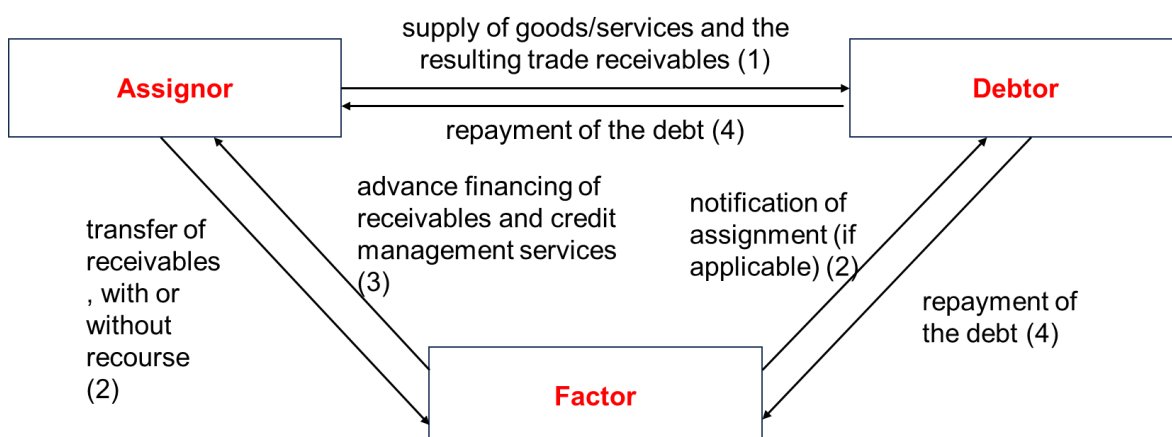 supply of goods/services and the
resulting trade receivables (1)
Assignor
Debtor
repayment of the debt (4)
advance financing of
receivables and credit
management services
(3)
notification of
assignment (if
applicable) (2)
transfer of
receivables
, with or
without
recourse
(2)
repayment of
the debt (4)
Factor